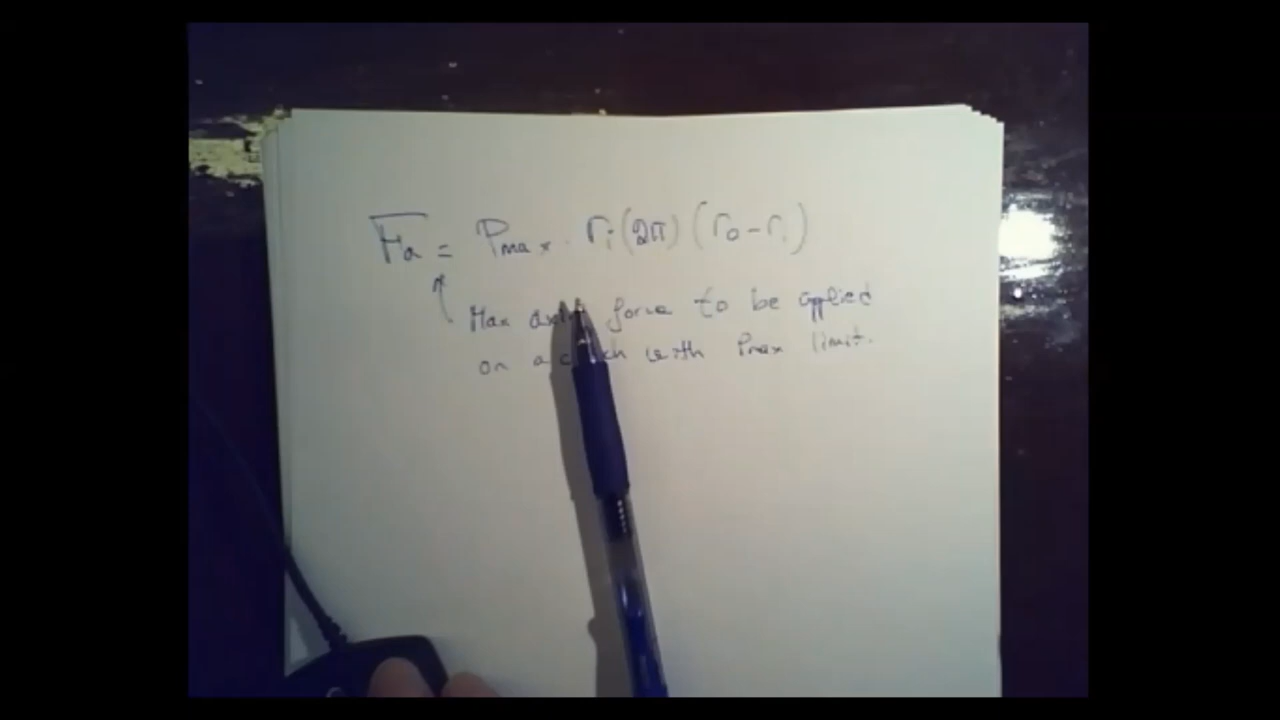 Fa = Pmax · ri (2π) (ro - ri)
Max axial force to be applied
on a clutch with Pmax limit.